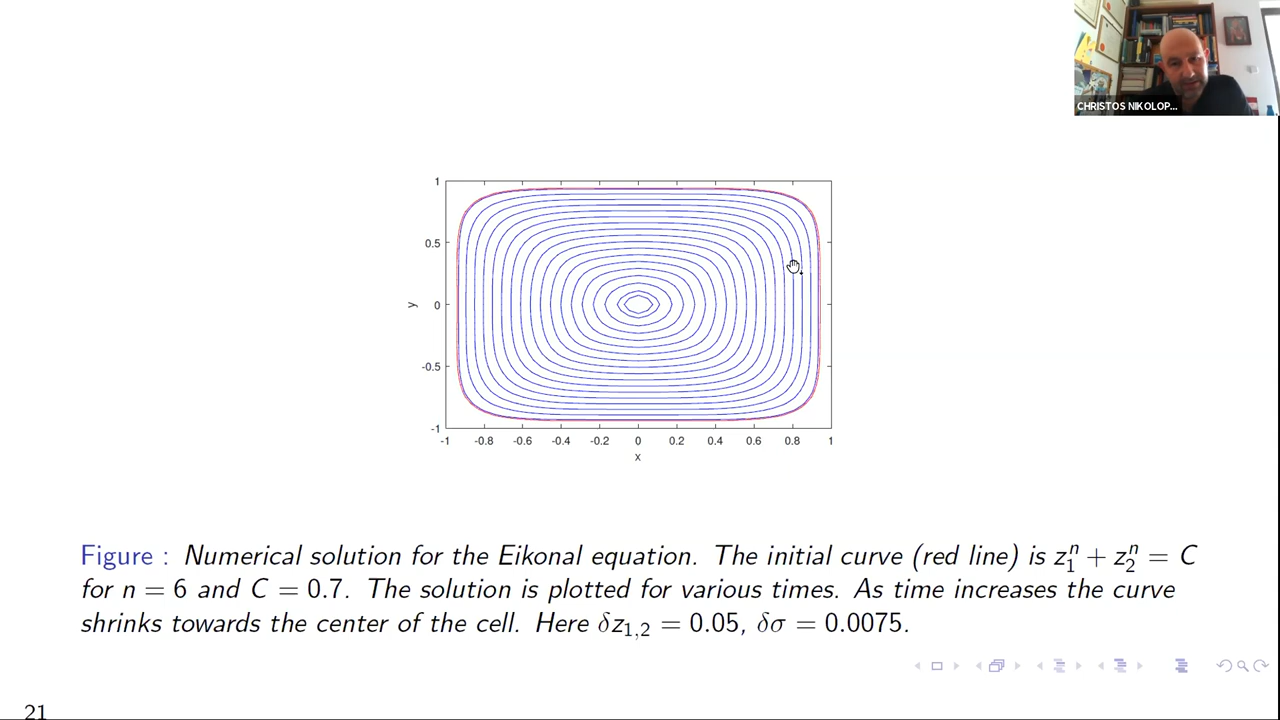 CHRISTOS NIKOLOP...
1
0.5
0
-0.5
-1
y
-1 -0.8 -0.6 -0.4 -0.2 0 0.2 0.4 0.6 0.8 1
x
Figure : Numerical solution for the Eikonal equation. The initial curve (red line) is z₁ⁿ + z₂ⁿ = C
for n = 6 and C = 0.7. The solution is plotted for various times. As time increases the curve
shrinks towards the center of the cell. Here δz₁,₂ = 0.05, δσ = 0.0075.
21